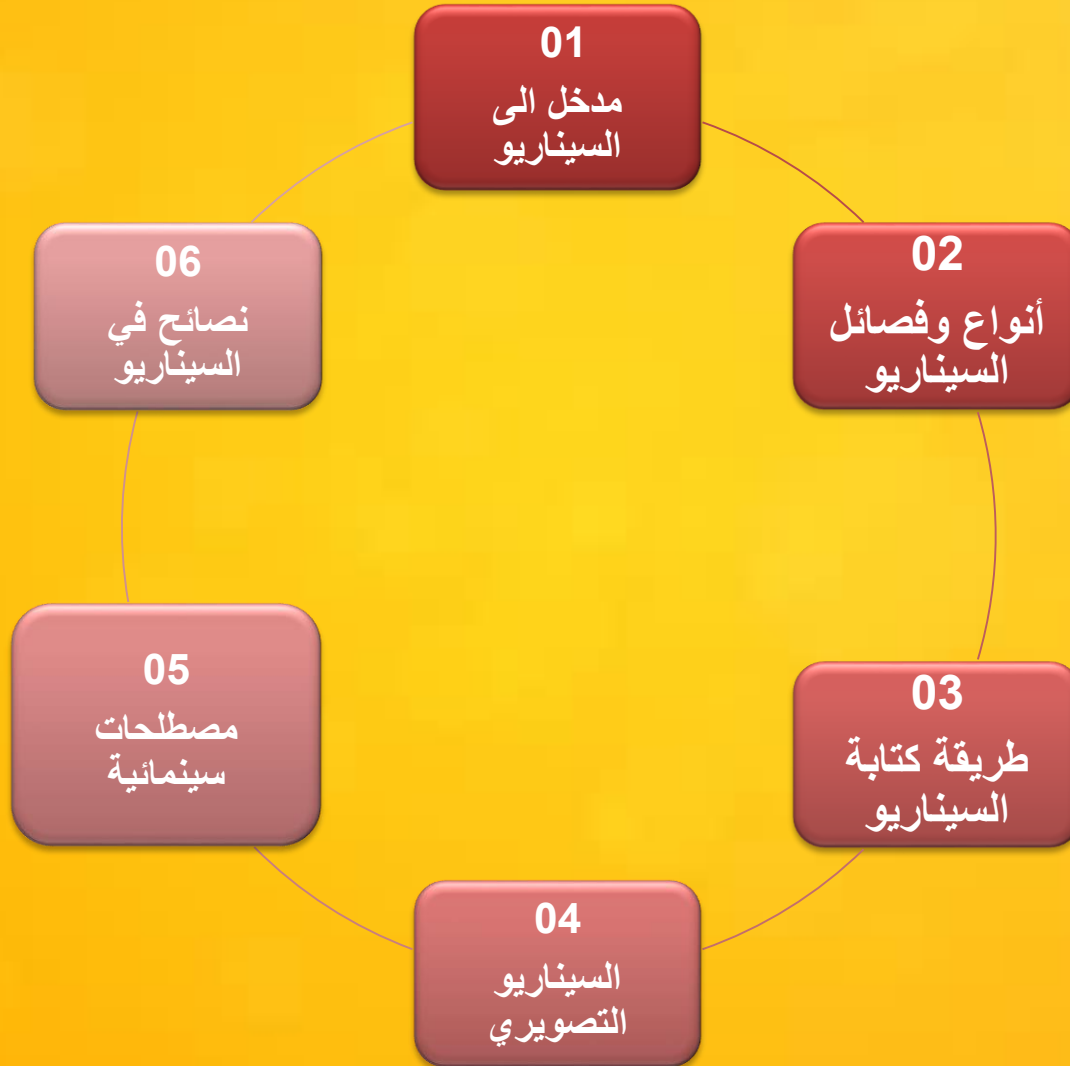 01
مدخل الى
السيناريو
02
أنواع وفصائل
السيناريو
03
طريقة كتابة
السيناريو
04
السيناريو
التصويري
05
مصطلحات
سينمائية
06
نصائح في
السيناريو